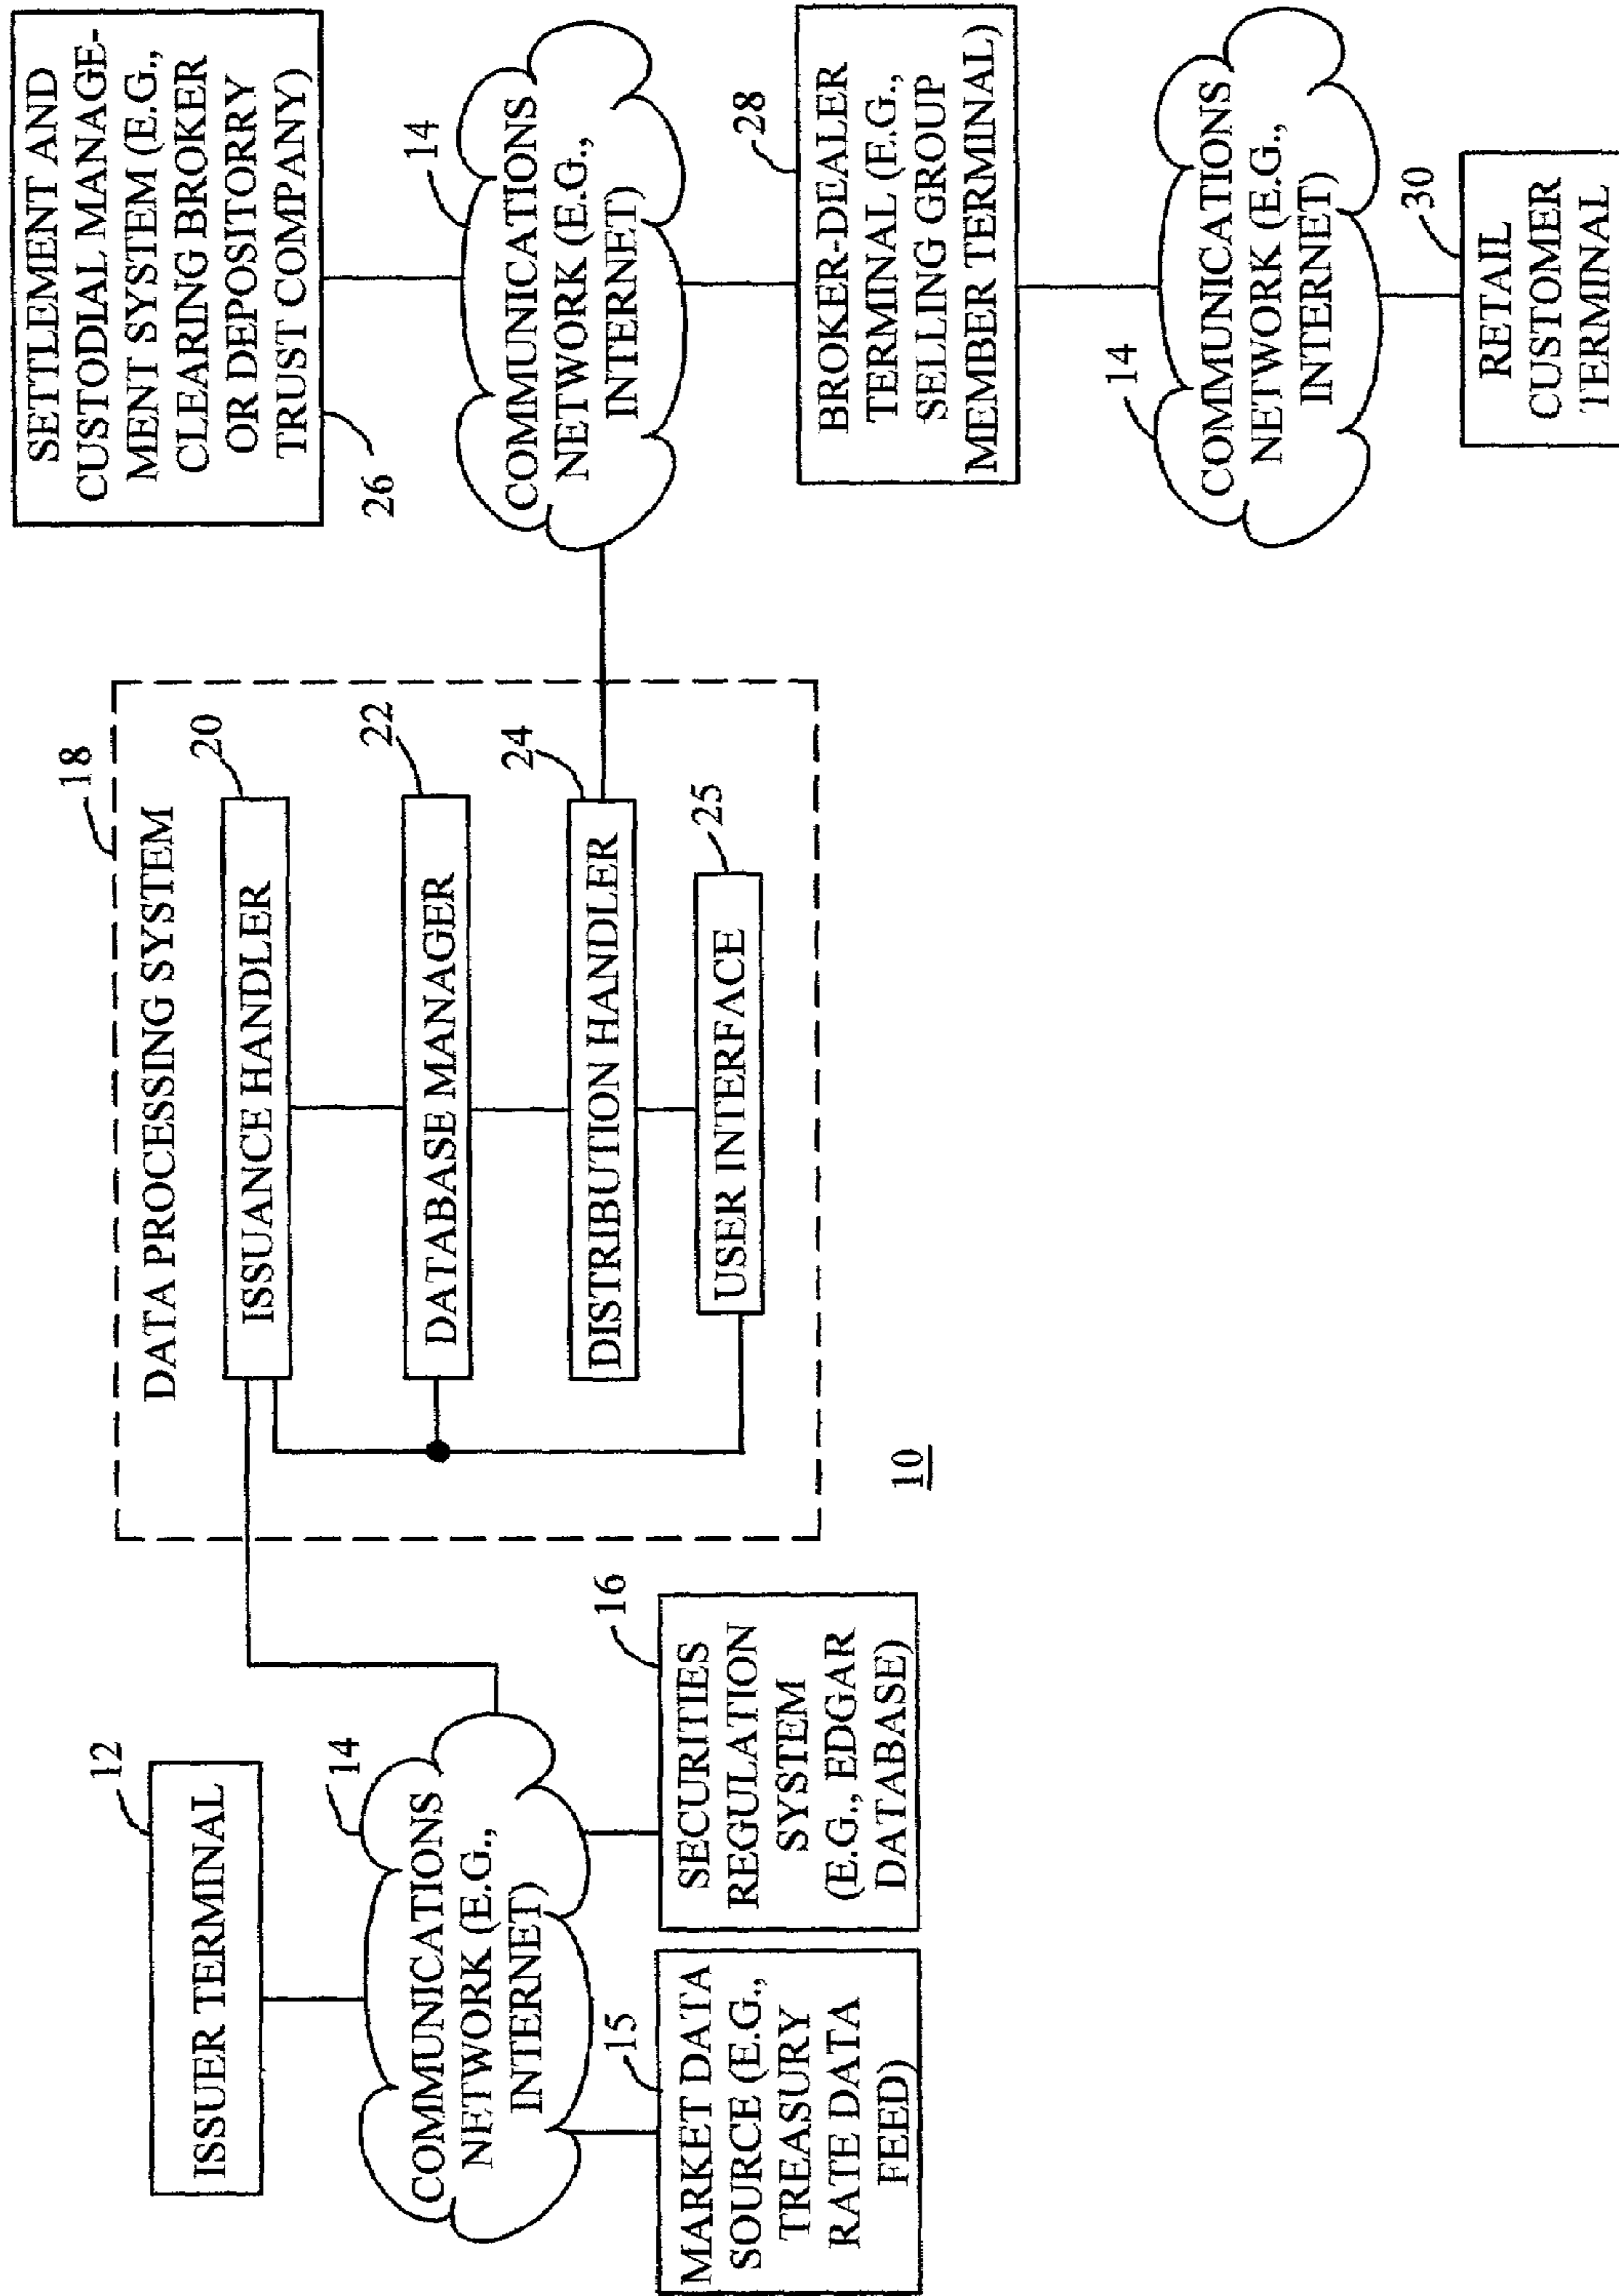 12
ISSUER TERMINAL
14
COMMUNICATIONS
NETWORK (E.G.,
INTERNET)
15
MARKET DATA
SOURCE (E.G.,
TREASURY
RATE DATA
FEED)
16
SECURITIES
REGULATION
SYSTEM
(E.G., EDGAR
DATABASE)
18
DATA PROCESSING SYSTEM
20
ISSUANCE HANDLER
22
DATABASE MANAGER
24
DISTRIBUTION HANDLER
25
USER INTERFACE
10
SETTLEMENT AND
CUSTODIAL MANAGE-
MENT SYSTEM (E.G.,
CLEARING BROKER
OR DEPOSITORRY
TRUST COMPANY)
26
14
COMMUNICATIONS
NETWORK (E.G.,
INTERNET)
28
BROKER-DEALER
TERMINAL (E.G.,
SELLING GROUP
MEMBER TERMINAL)
14
COMMUNICATIONS
NETWORK (E.G.,
INTERNET)
30
RETAIL
CUSTOMER
TERMINAL